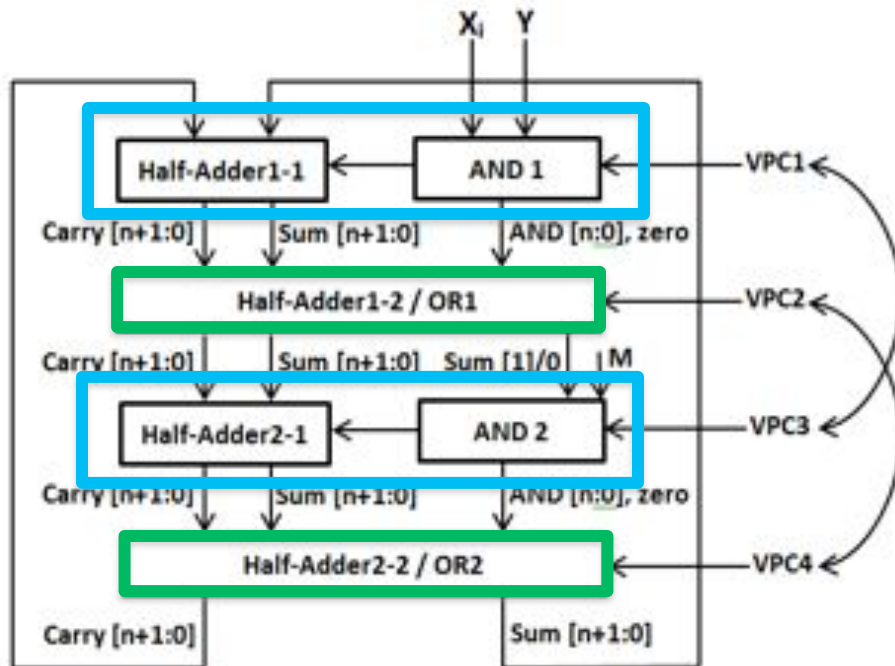 Xi Y
Half-Adder1-1
AND 1
VPC1
Carry [n+1:0]
Sum [n+1:0]
AND [n:0], zero
Half-Adder1-2 / OR1
VPC2
Carry [n+1:0]
Sum [n+1:0]
Sum [1]/0
M
Half-Adder2-1
AND 2
VPC3
Carry [n+1:0]
Sum [n+1:0]
AND [n:0], zero
Half-Adder2-2 / OR2
VPC4
Carry [n+1:0]
Sum [n+1:0]